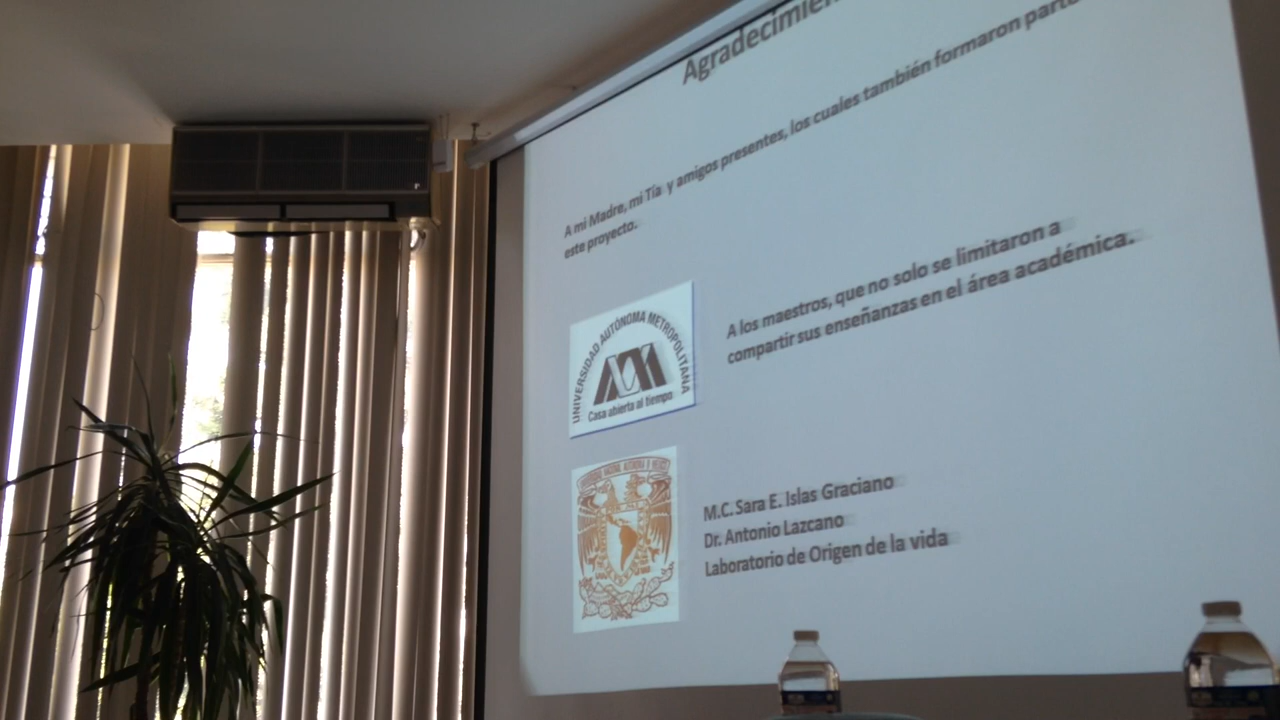 Agradecimien
A mi Madre, mi Tía y amigos presentes, los cuales también formaron parte
este proyecto.
A los maestros, que no solo se limitaron a
compartir sus enseñanzas en el área académica.
UNIVERSIDAD AUTÓNOMA METROPOLITANA
Casa abierta al tiempo
M.C. Sara E. Islas Graciano
Dr. Antonio Lazcano
Laboratorio de Origen de la vida